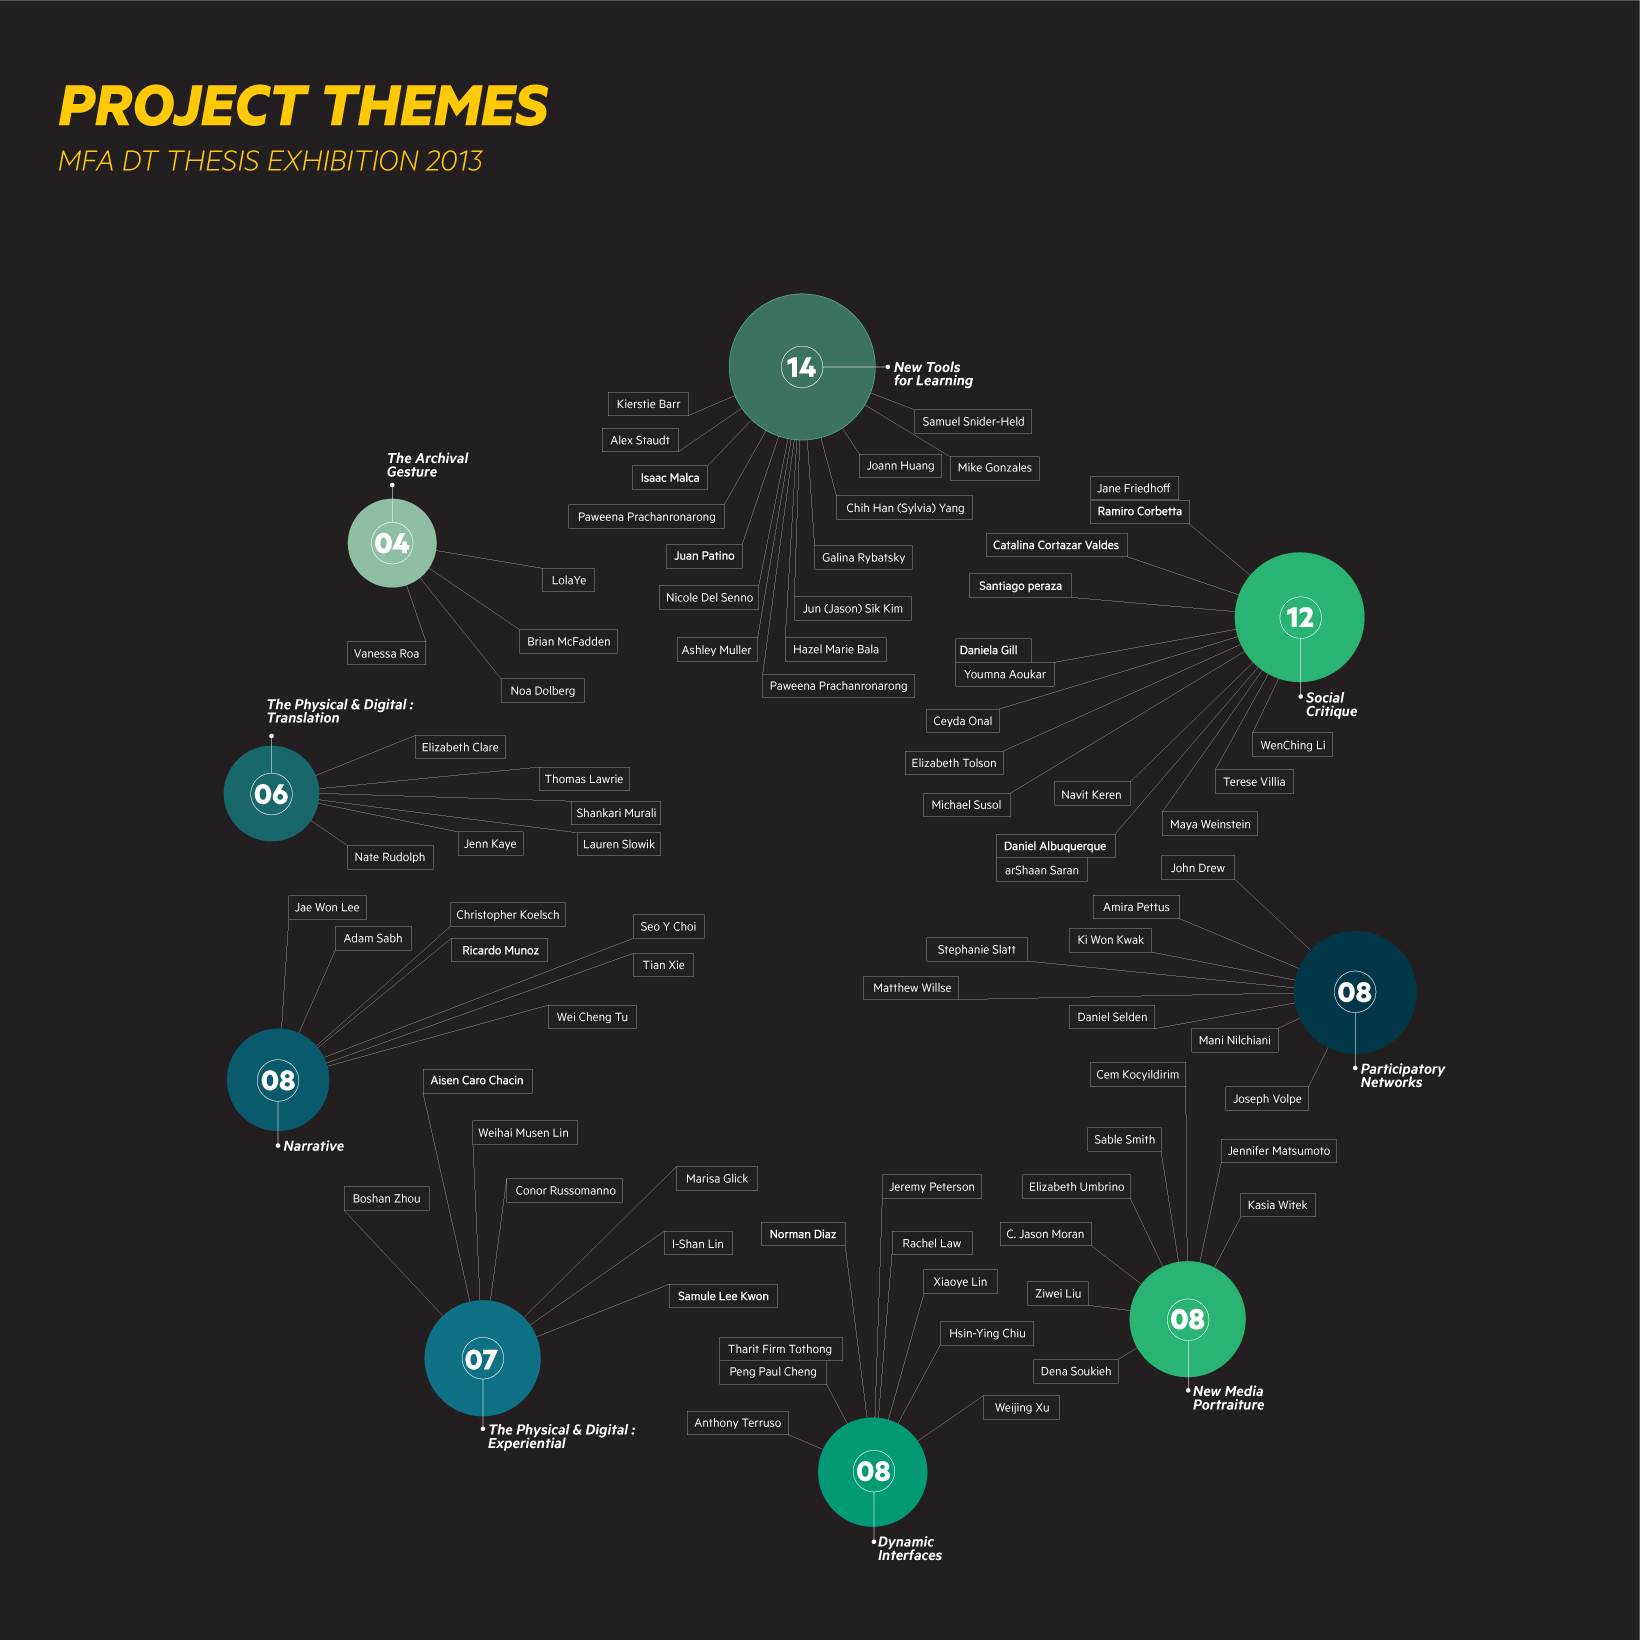 PROJECT THEMES
MFA DT THESIS EXHIBITION 2013
14
New Tools
for Learning
Kierstie Barr
Alex Staudt
Isaac Malca
Paweena Prachanronarong
Juan Patino
Nicole Del Senno
Ashley Muller
Paweena Prachanronarong
Hazel Marie Bala
Jun (Jason) Sik Kim
Galina Rybatsky
Chih Han (Sylvia) Yang
Joann Huang
Mike Gonzales
Samuel Snider-Held
The Archival
Gesture
04
LolaYe
Brian McFadden
Noa Dolberg
Vanessa Roa
12
Social
Critique
Jane Friedhoff
Ramiro Corbetta
Catalina Cortazar Valdes
Santiago peraza
Daniela Gill
Youmna Aoukar
Ceyda Onal
Elizabeth Tolson
Michael Susol
Navit Keren
Daniel Albuquerque
arShaan Saran
Maya Weinstein
Terese Villia
WenChing Li
The Physical & Digital :
Translation
06
Elizabeth Clare
Thomas Lawrie
Shankari Murali
Lauren Slowik
Jenn Kaye
Nate Rudolph
Jae Won Lee
Adam Sabh
Christopher Koelsch
Ricardo Munoz
Seo Y Choi
Tian Xie
Wei Cheng Tu
08
Narrative
John Drew
Amira Pettus
Ki Won Kwak
Stephanie Slatt
Matthew Willse
Daniel Selden
Mani Nilchiani
Joseph Volpe
08
Participatory
Networks
Aisen Caro Chacin
Weihai Musen Lin
Conor Russomanno
Boshan Zhou
Marisa Glick
I-Shan Lin
Samule Lee Kwon
07
The Physical & Digital :
Experiential
Cem Kocyildirim
Sable Smith
Elizabeth Umbrino
C. Jason Moran
Ziwei Liu
Dena Soukieh
Jennifer Matsumoto
Kasia Witek
08
New Media
Portraiture
Jeremy Peterson
Norman Diaz
Rachel Law
Xiaoye Lin
Hsin-Ying Chiu
Tharit Firm Tothong
Peng Paul Cheng
Weijing Xu
Anthony Terruso
08
Dynamic
Interfaces